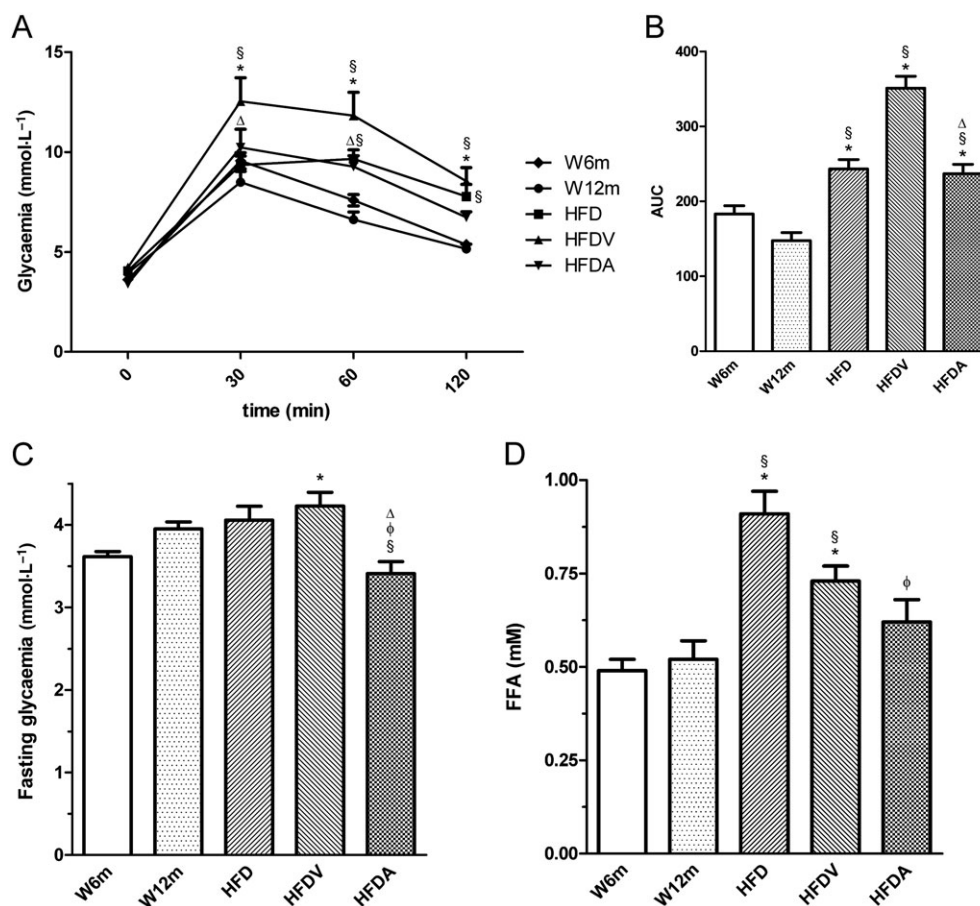 A
Glycaemia (mmol·L−1)
15
10
5
0
§
*
Δ
§
*
Δ§
§
*
§
0
30
60
120
time (min)
W6m
W12m
HFD
HFDV
HFDA
B
AUC
400
300
200
100
0
§
*
§
*
Δ
§
*
W6m
W12m
HFD
HFDV
HFDA
C
Fasting glycaemia (mmol·L−1)
4
3
2
1
0
*
Δ
ϕ
§
W6m
W12m
HFD
HFDV
HFDA
D
FFA (mM)
1.00
0.75
0.50
0.25
0.00
§
*
§
*
ϕ
W6m
W12m
HFD
HFDV
HFDA